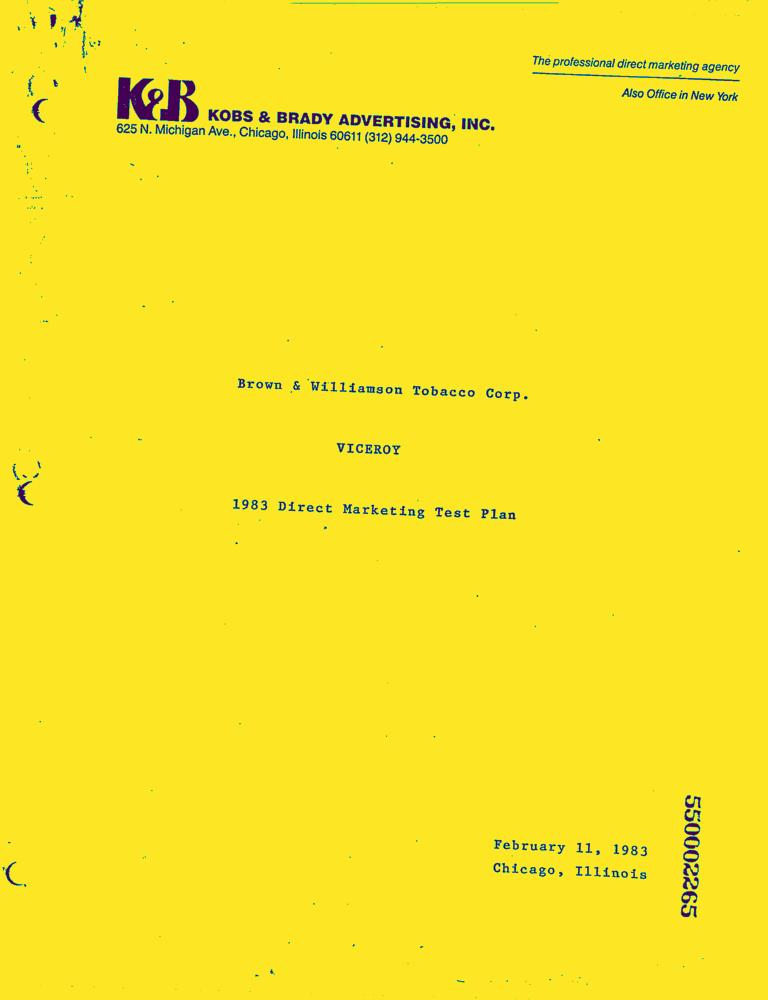 The professional direct marketing agency
Also Office in New York
K&B KOBS & BRADY ADVERTISING, INC.
625 N. Michigan Ave., Chicago, Illinois 60611 (312) 944-3500
Brown & Williamson Tobacco Corp.
VICEROY
1983 Direct Marketing Test Plan
February 11, 1983
Chicago, Illinois
550002265